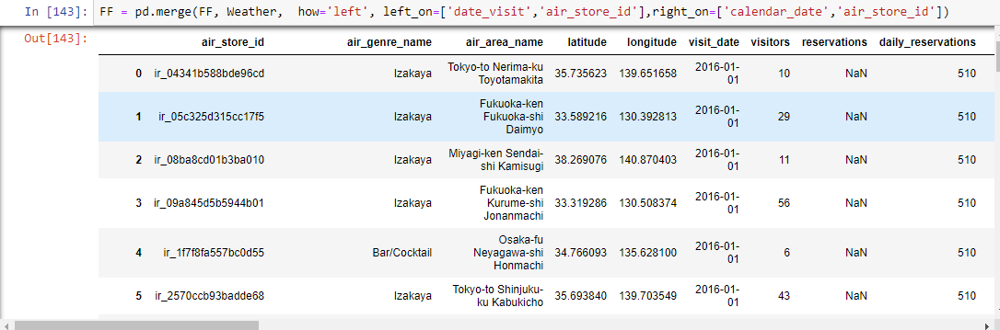 In [143]: FF = pd.merge(FF, Weather,  how='left', left_on=['date_visit','air_store_id'],right_on=['calendar_date','air_store_id'])
Out[143]:
air_store_id air_genre_name air_area_name latitude longitude visit_date visitors reservations daily_reservations
0 ir_04341b588bde96cd Izakaya Tokyo-to Nerima-ku Toyotamakita 35.735623 139.651658 2016-01-01 10 NaN 510
1 ir_05c325d315cc17f5 Izakaya Fukuoka-ken Fukuoka-shi Daimyo 33.589216 130.392813 2016-01-01 29 NaN 510
2 ir_08ba8cd01b3ba010 Izakaya Miyagi-ken Sendai-shi Kamisugi 38.269076 140.870403 2016-01-01 11 NaN 510
3 ir_09a845d5b5944b01 Izakaya Fukuoka-ken Kurume-shi Jonanmachi 33.319286 130.508374 2016-01-01 56 NaN 510
4 ir_1f7f8fa557bc0d55 Bar/Cocktail Osaka-fu Neyagawa-shi Honmachi 34.766093 135.628100 2016-01-01 6 NaN 510
5 ir_2570ccb93badde68 Izakaya Tokyo-to Shinjuku-ku Kabukicho 35.693840 139.703549 2016-01-01 43 NaN 510